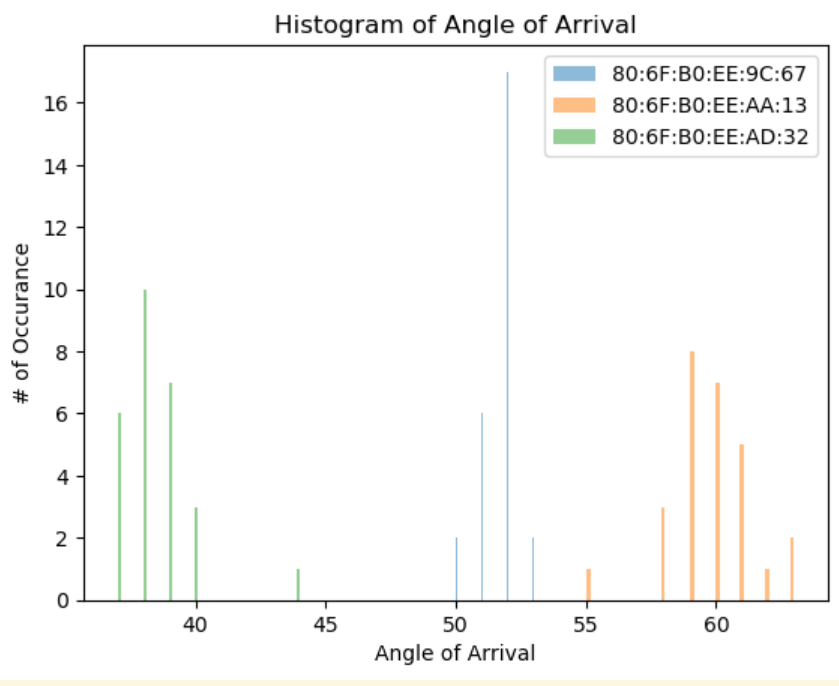 Histogram of Angle of Arrival
80:6F:B0:EE:9C:67
80:6F:B0:EE:AA:13
80:6F:B0:EE:AD:32
# of Occurance
16
14
12
10
8
6
4
2
0
40 45 50 55 60
Angle of Arrival